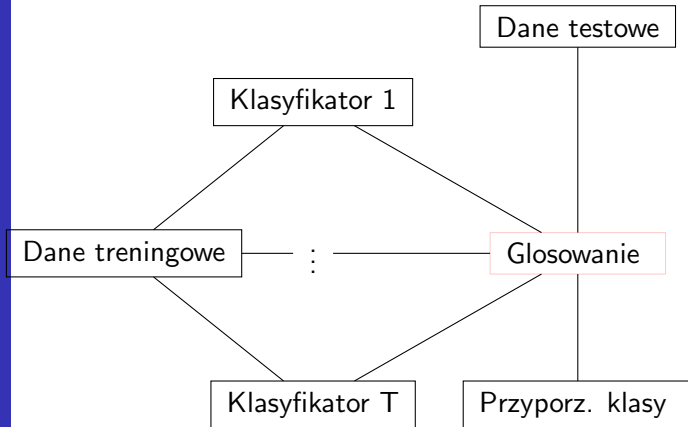 Dane testowe
Klasyfikator 1
Dane treningowe
⋮
Glosowanie
Klasyfikator T
Przyporz. klasy